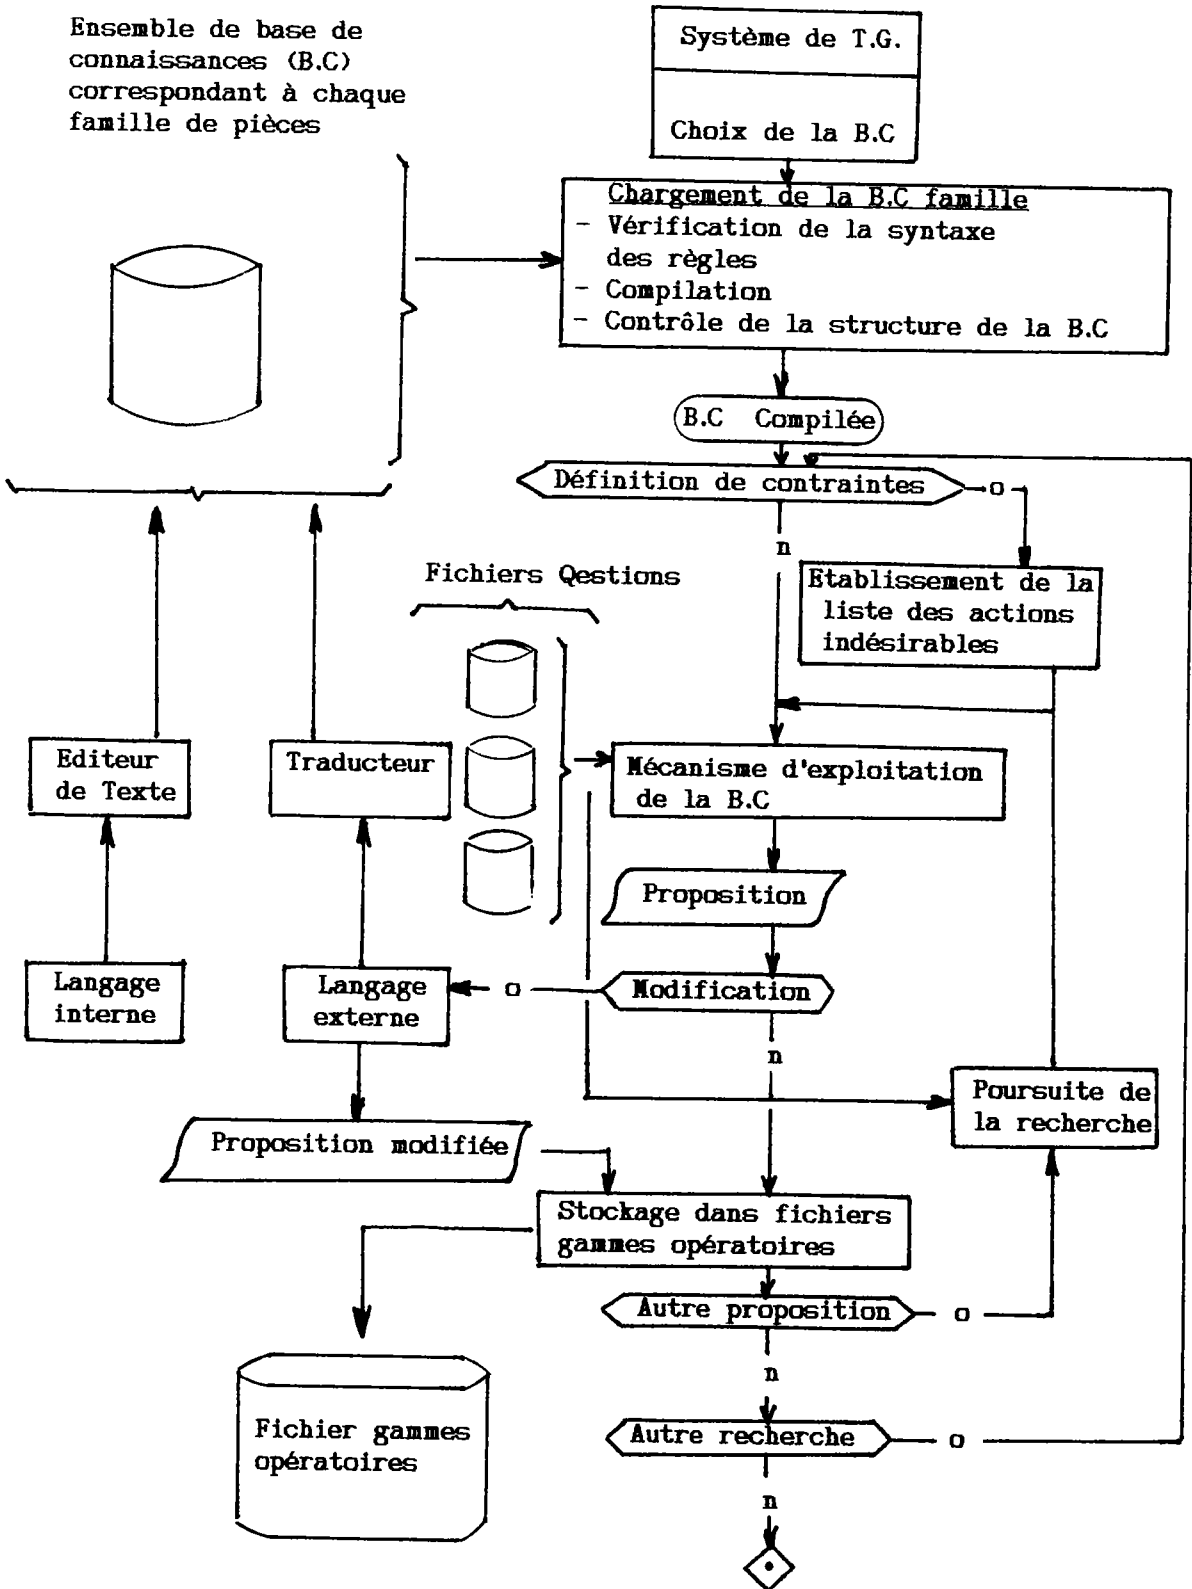 Ensemble de base de
connaissances (B.C)
correspondant à chaque
famille de pièces
Système de T.G.
Choix de la B.C
Chargement de la B.C famille
- Vérification de la syntaxe
des règles
- Compilation
- Contrôle de la structure de la B.C
B.C Compilée
Définition de contraintes
o
n
Etablissement de la
liste des actions
indésirables
Fichiers Qestions
Editeur
de Texte
Traducteur
Mécanisme d'exploitation
de la B.C
Proposition
Langage
interne
Langage
externe
o
Modification
n
Poursuite de
la recherche
Proposition modifiée
Stockage dans fichiers
gammes opératoires
Autre proposition
o
n
Fichier gammes
opératoires
Autre recherche
o
n